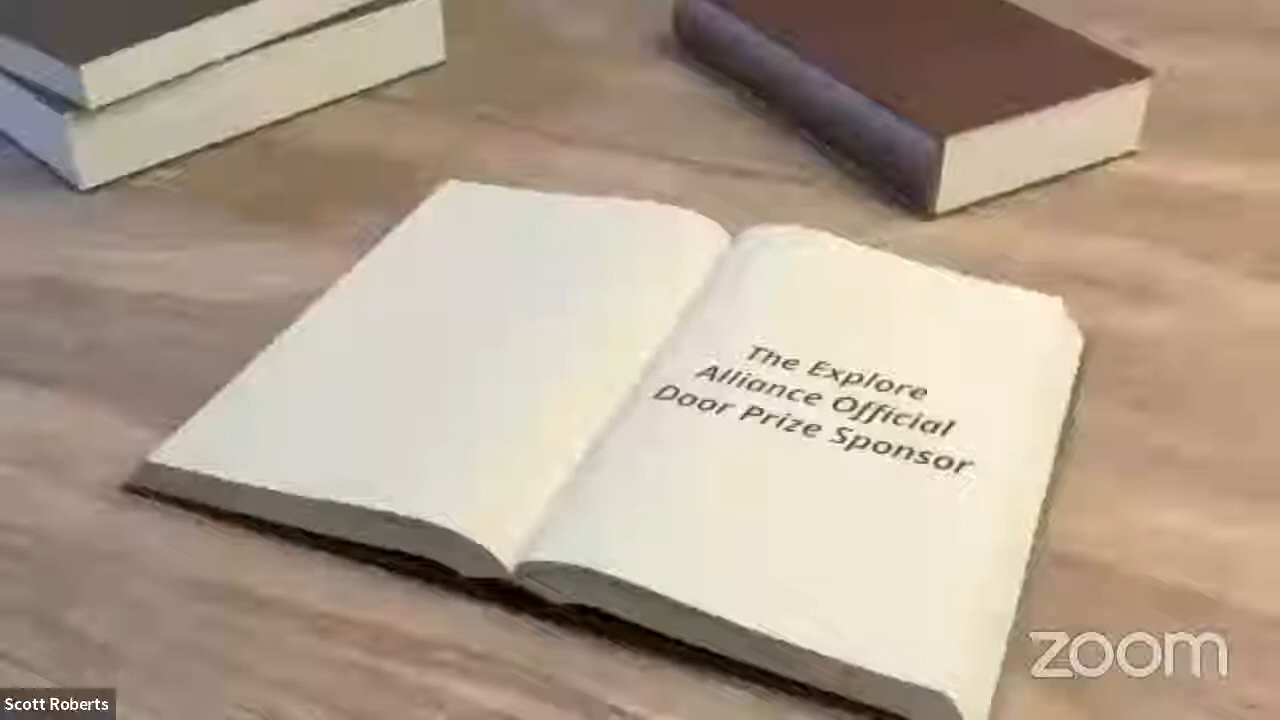 The Explore
Alliance Official
Door Prize Sponsor
zoom
Scott Roberts